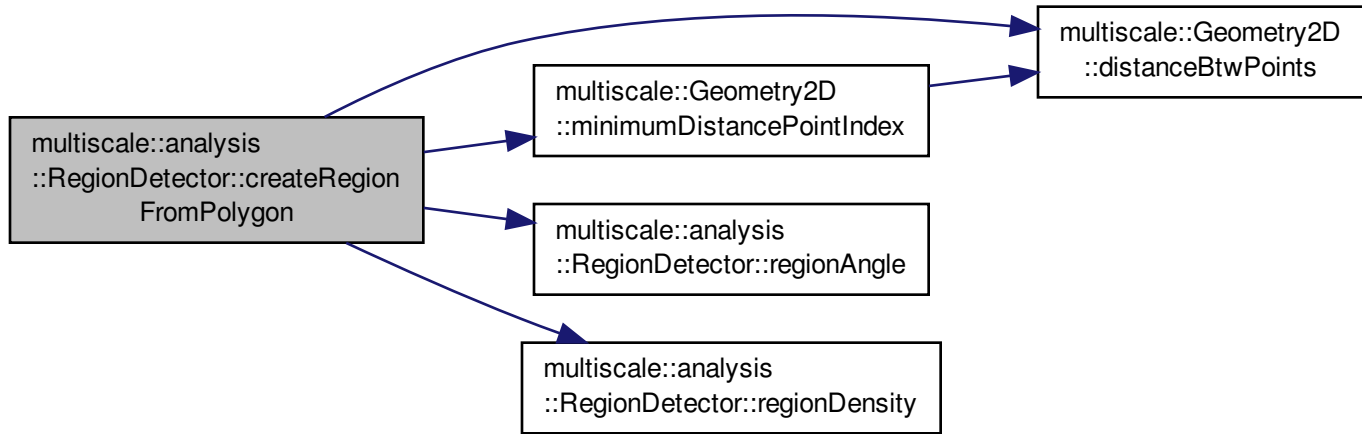 multiscale::analysis
::RegionDetector::createRegion
FromPolygon
multiscale::Geometry2D
::minimumDistancePointIndex
multiscale::Geometry2D
::distanceBtwPoints
multiscale::analysis
::RegionDetector::regionAngle
multiscale::analysis
::RegionDetector::regionDensity